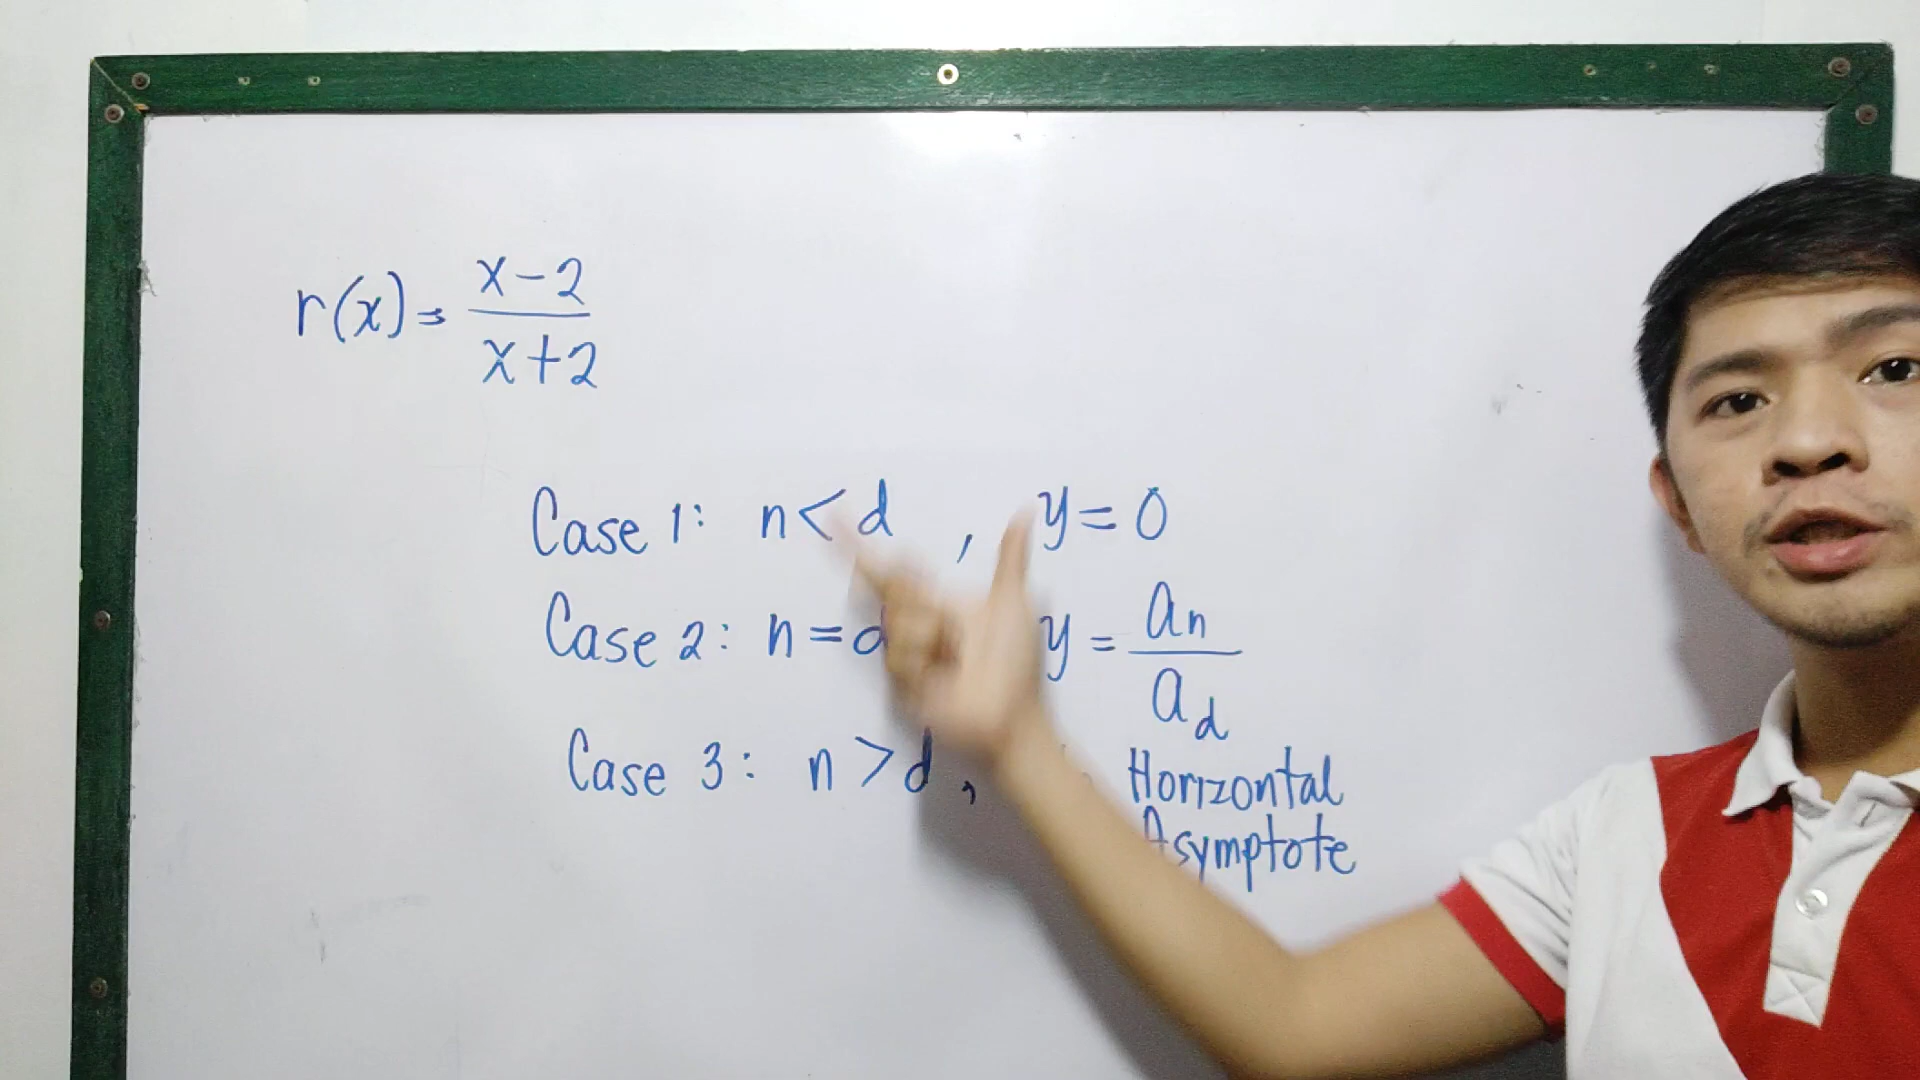 r(x) = x-2 / x+2
Case 1: n < d , y = 0
Case 2: n = d y = an / ad
Case 3: n > d , Horizontal
Asymptote